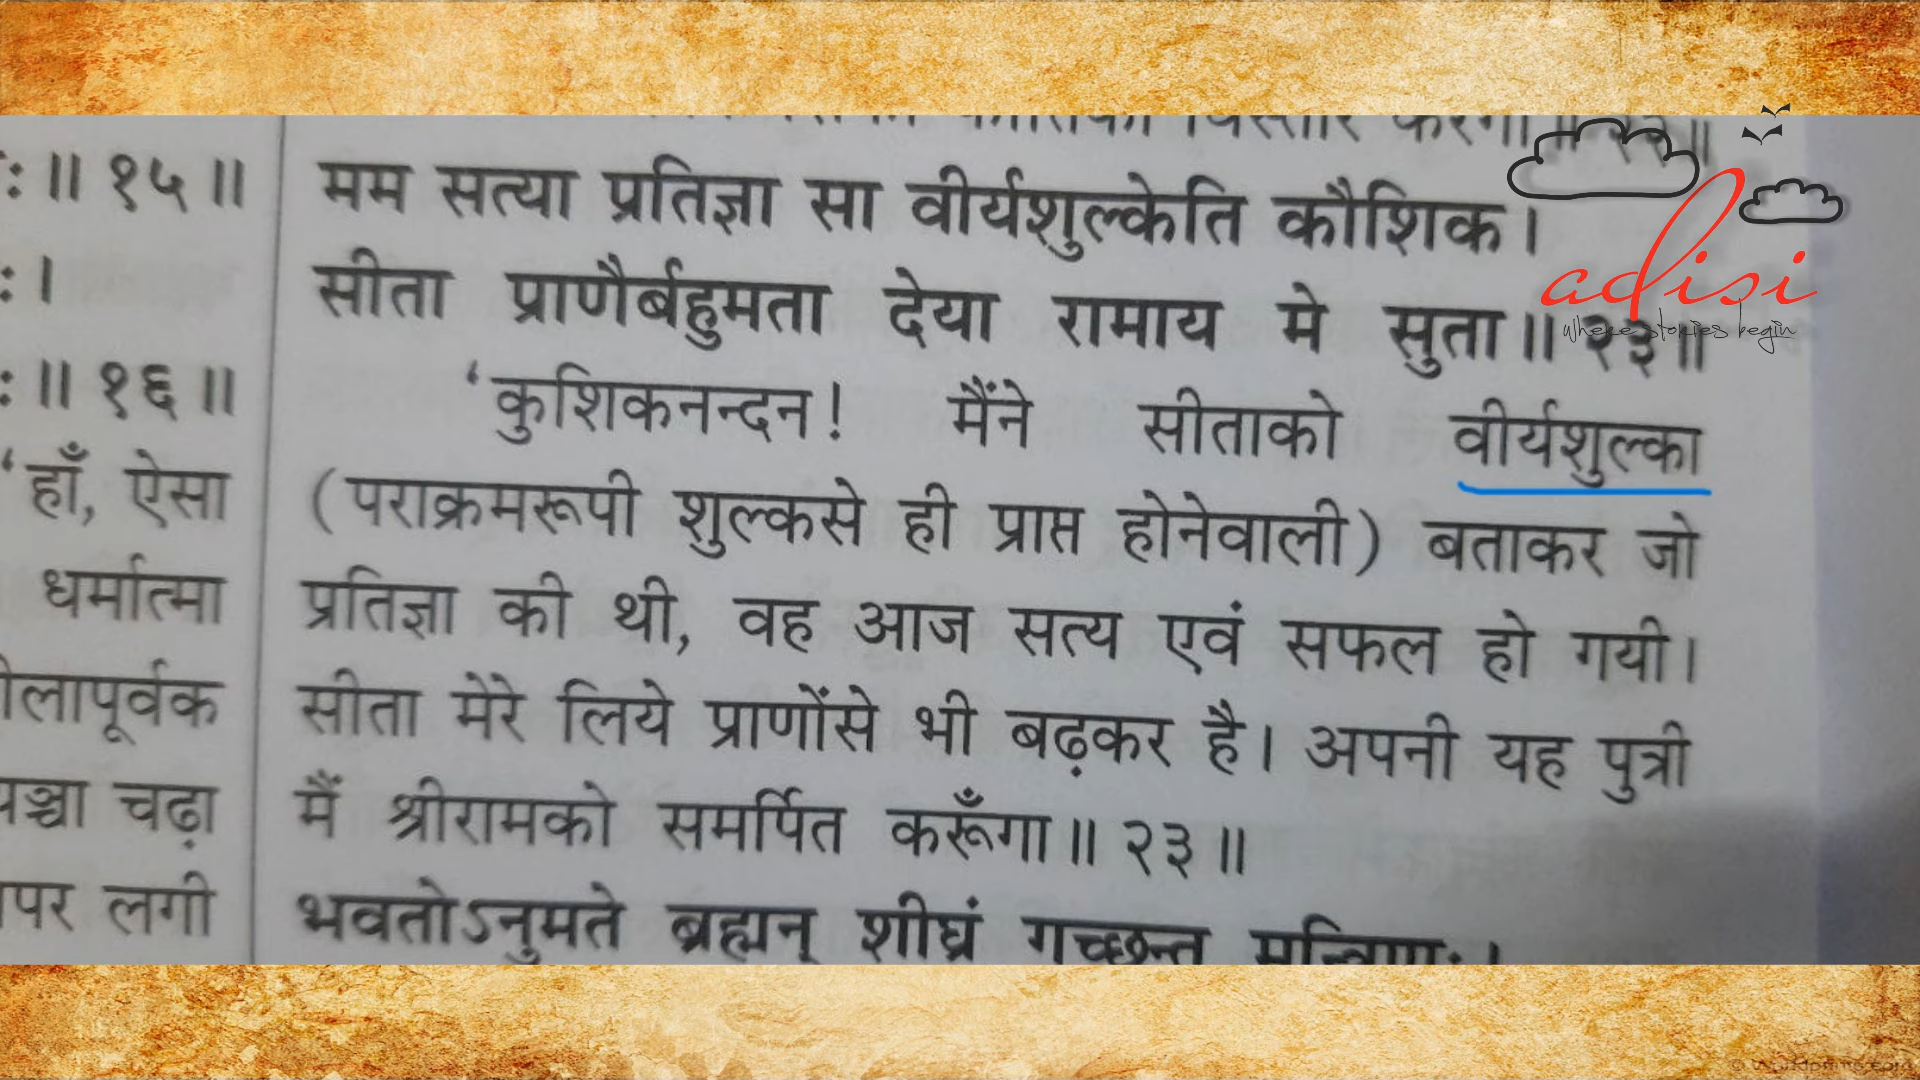 : ॥ १५ ॥
: ।
: ॥ १६ ॥
‘हाँ, ऐसा
धर्मात्मा
चढ़ा
लगी
विस्तार
मम सत्या प्रतिज्ञा सा वीर्यशुल्केति कौशिक।
सीता प्राणैर्बहुमता देया रामाय मे सुता॥ २३॥
‘कुशिकनन्दन! मैंने सीताको वीर्यशुल्का
(पराक्रमरूपी शुल्कसे ही प्राप्त होनेवाली) बताकर जो
प्रतिज्ञा की थी, वह आज सत्य एवं सफल हो गयी।
सीता मेरे लिये प्राणोंसे भी बढ़कर है। अपनी यह पुत्री
मैं श्रीरामको समर्पित करूँगा॥ २३॥
भवतोऽनुमते ब्रह्मन् शीघ्रं
adisi
where stories begin